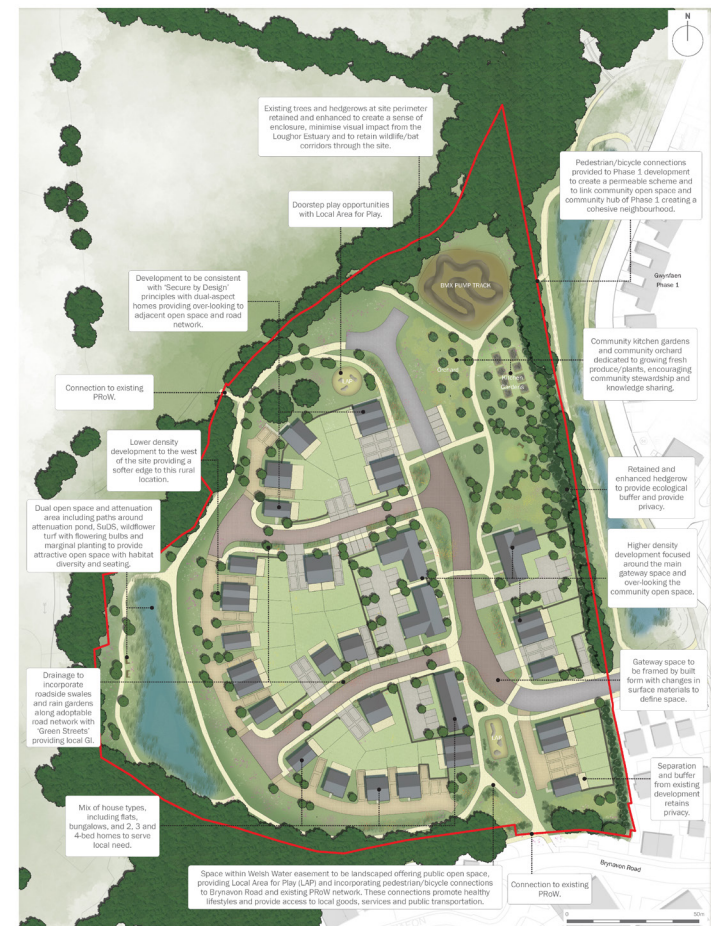 N
Existing trees and hedgerows at site perimeter
retained and enhanced to create a sense of
enclosure, minimise visual impact from the
Loughor Estuary and to retain wildlife/bat
corridors through the site.
Pedestrian/bicycle connections
provided to Phase 1 development
to create a permeable scheme and
to link community open space and
community hub of Phase 1 creating a
cohesive neighbourhood.
Doorstep play opportunities
with Local Area for Play.
Gwynfaen
Phase 1
BMX PUMP TRACK
Development to be consistent
with 'Secure by Design'
principles with dual-aspect
homes providing over-looking to
adjacent open space and road
network.
Community kitchen gardens
and community orchard
dedicated to growing fresh
produce/plants, encouraging
community stewardship and
knowledge sharing.
LAP
Connection to existing
PRoW.
Lower density
development to the west
of the site providing a
softer edge to this rural
location.
Retained and
enhanced hedgerow
to provide ecological
buffer and provide
privacy.
Dual open space and attenuation
area including paths around
attenuation pond, SuDS, wildflower
turf with flowering bulbs and
marginal planting to provide
attractive open space with habitat
diversity and seating.
Higher density
development focused
around the main
gateway space and
over-looking the
community open space.
Gateway space to
be framed by built
form with changes in
surface materials to
define space.
Drainage to
incorporate
roadside swales
and rain gardens
along adoptable
road network with
'Green Streets'
providing local GI.
LAP
Separation
and buffer
from existing
development
retains
privacy.
Mix of house types,
including flats,
bungalows, and 2, 3 and
4-bed homes to serve
local need.
Brynavon Road
Space within Welsh Water easement to be landscaped offering public open space,
providing Local Area for Play (LAP) and incorporating pedestrian/bicycle connections
to Brynavon Road and existing PRoW network. These connections promote healthy
lifestyles and provide access to local goods, services and public transportation.
Connection to existing
PRoW.
0
50m